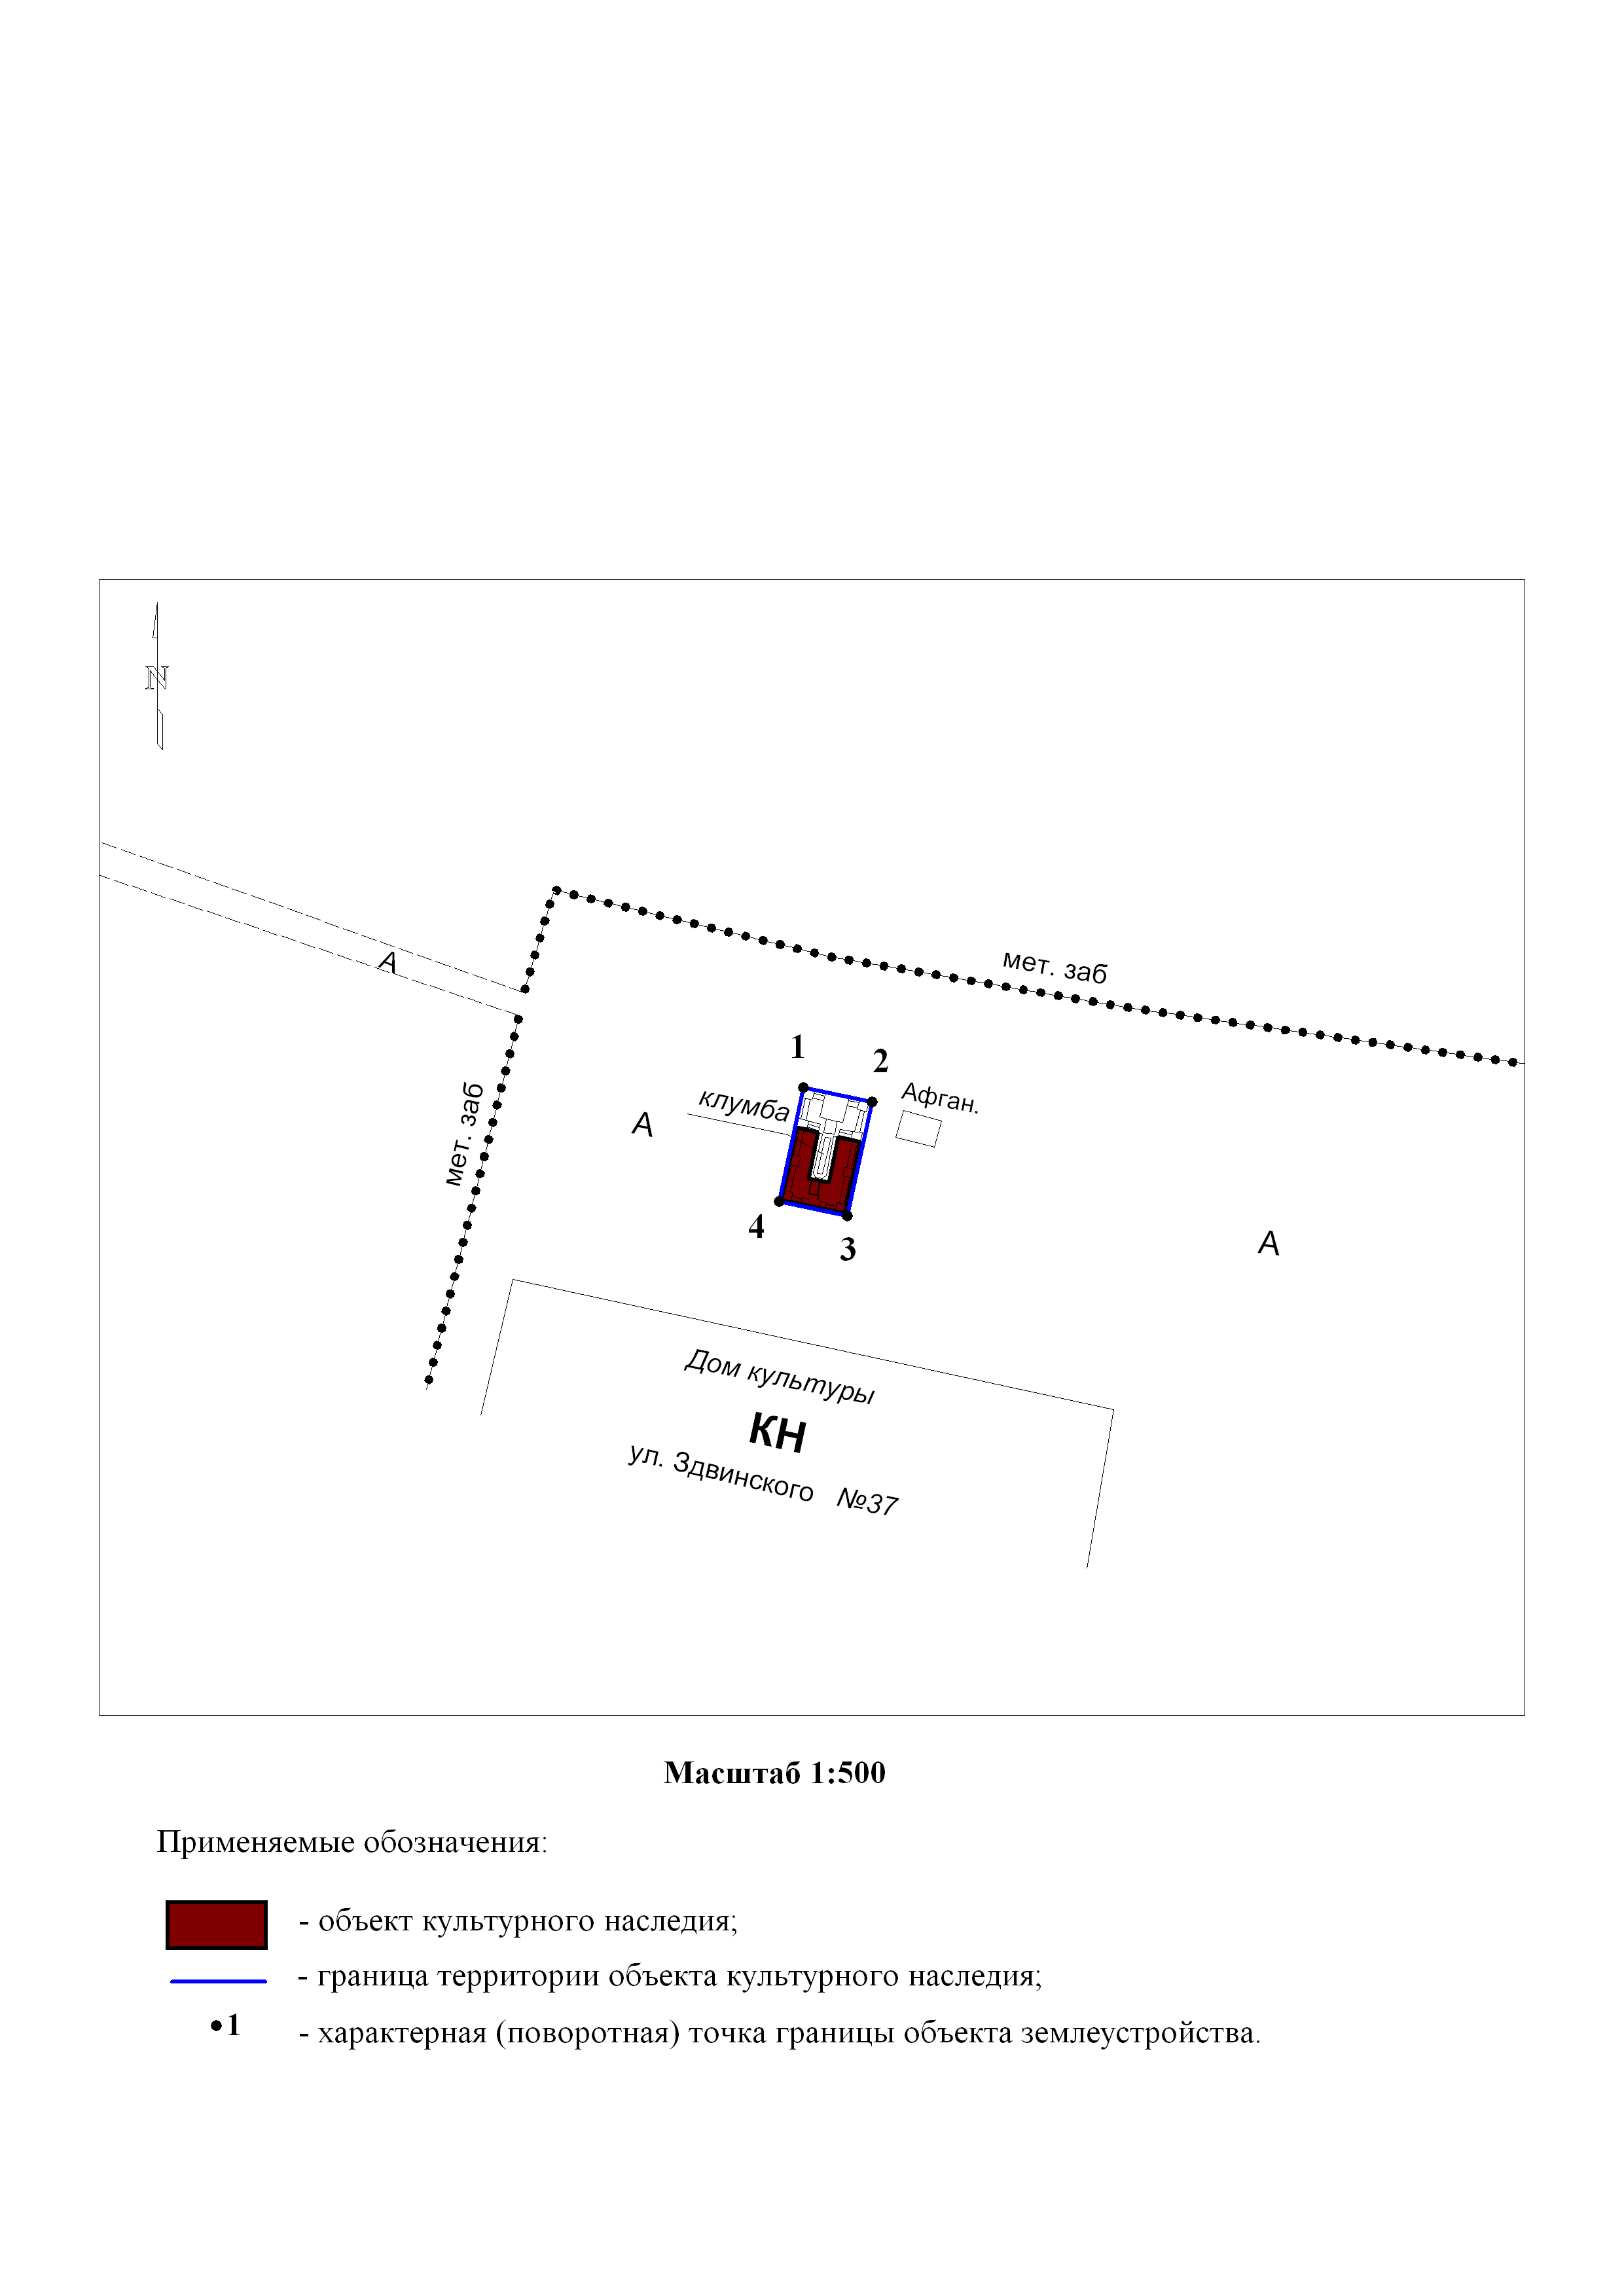 N
А
мет. заб
мет. заб
1
2
Афган.
клумба
А
4
3
А
Дом культуры
КН
ул. Здвинского №37
Масштаб 1:500
Применяемые обозначения:
- объект культурного наследия;
- граница территории объекта культурного наследия;
1 - характерная (поворотная) точка границы объекта землеустройства.